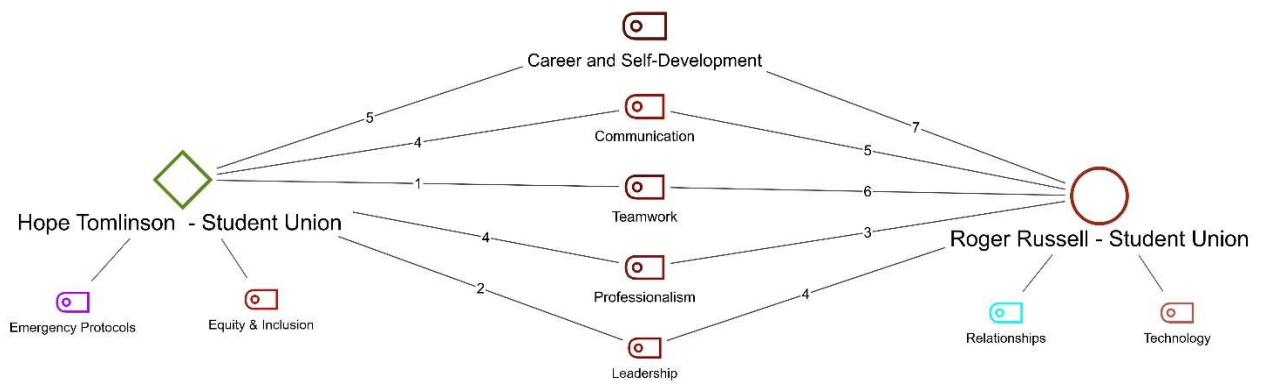 Career and Self-Development
5
7
Communication
4
5
Teamwork
1
6
Hope Tomlinson - Student Union
Roger Russell - Student Union
4
3
Professionalism
2
4
Emergency Protocols
Equity & Inclusion
Relationships
Technology
Leadership